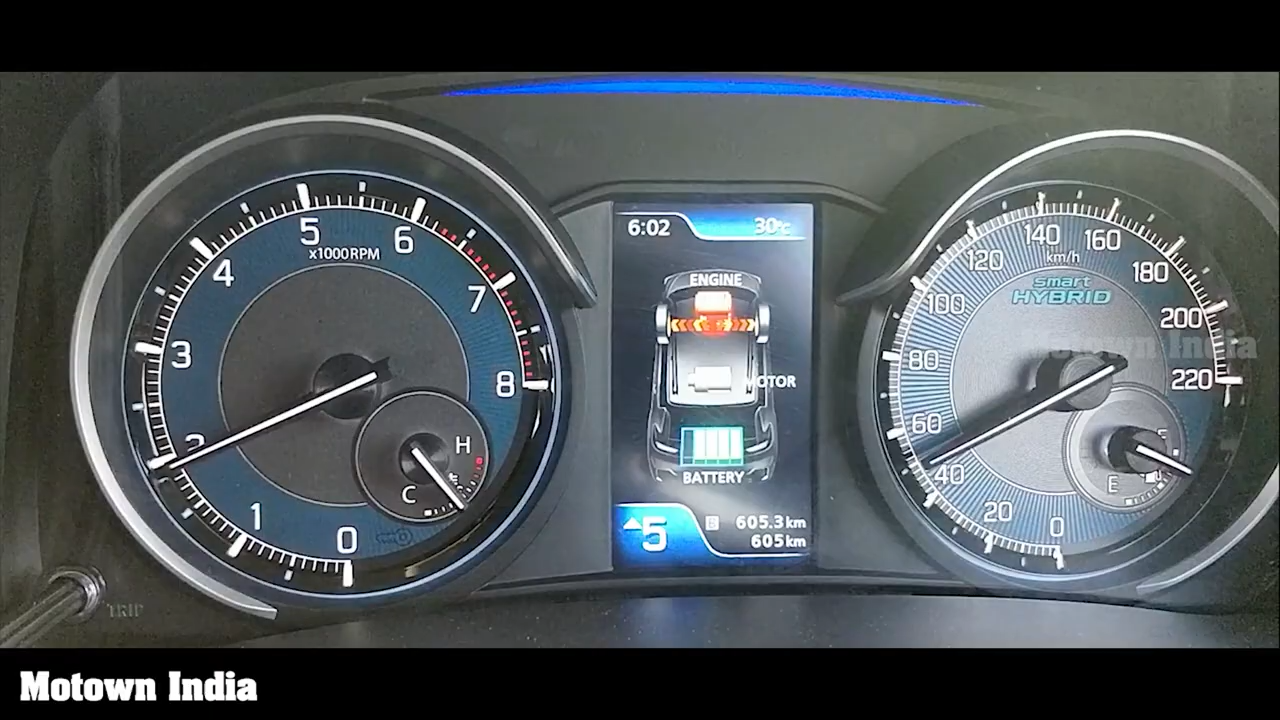 6:02 30°C
ENGINE
MOTOR
BATTERY
5
E 605.3km
605km
0
1
2
3
4
5
6
7
8
x1000RPM
H
C
0
20
40
60
80
100
120
140
160
180
200
220
km/h
smart
HYBRID
F
E
TRIP
Motown India
Motown India